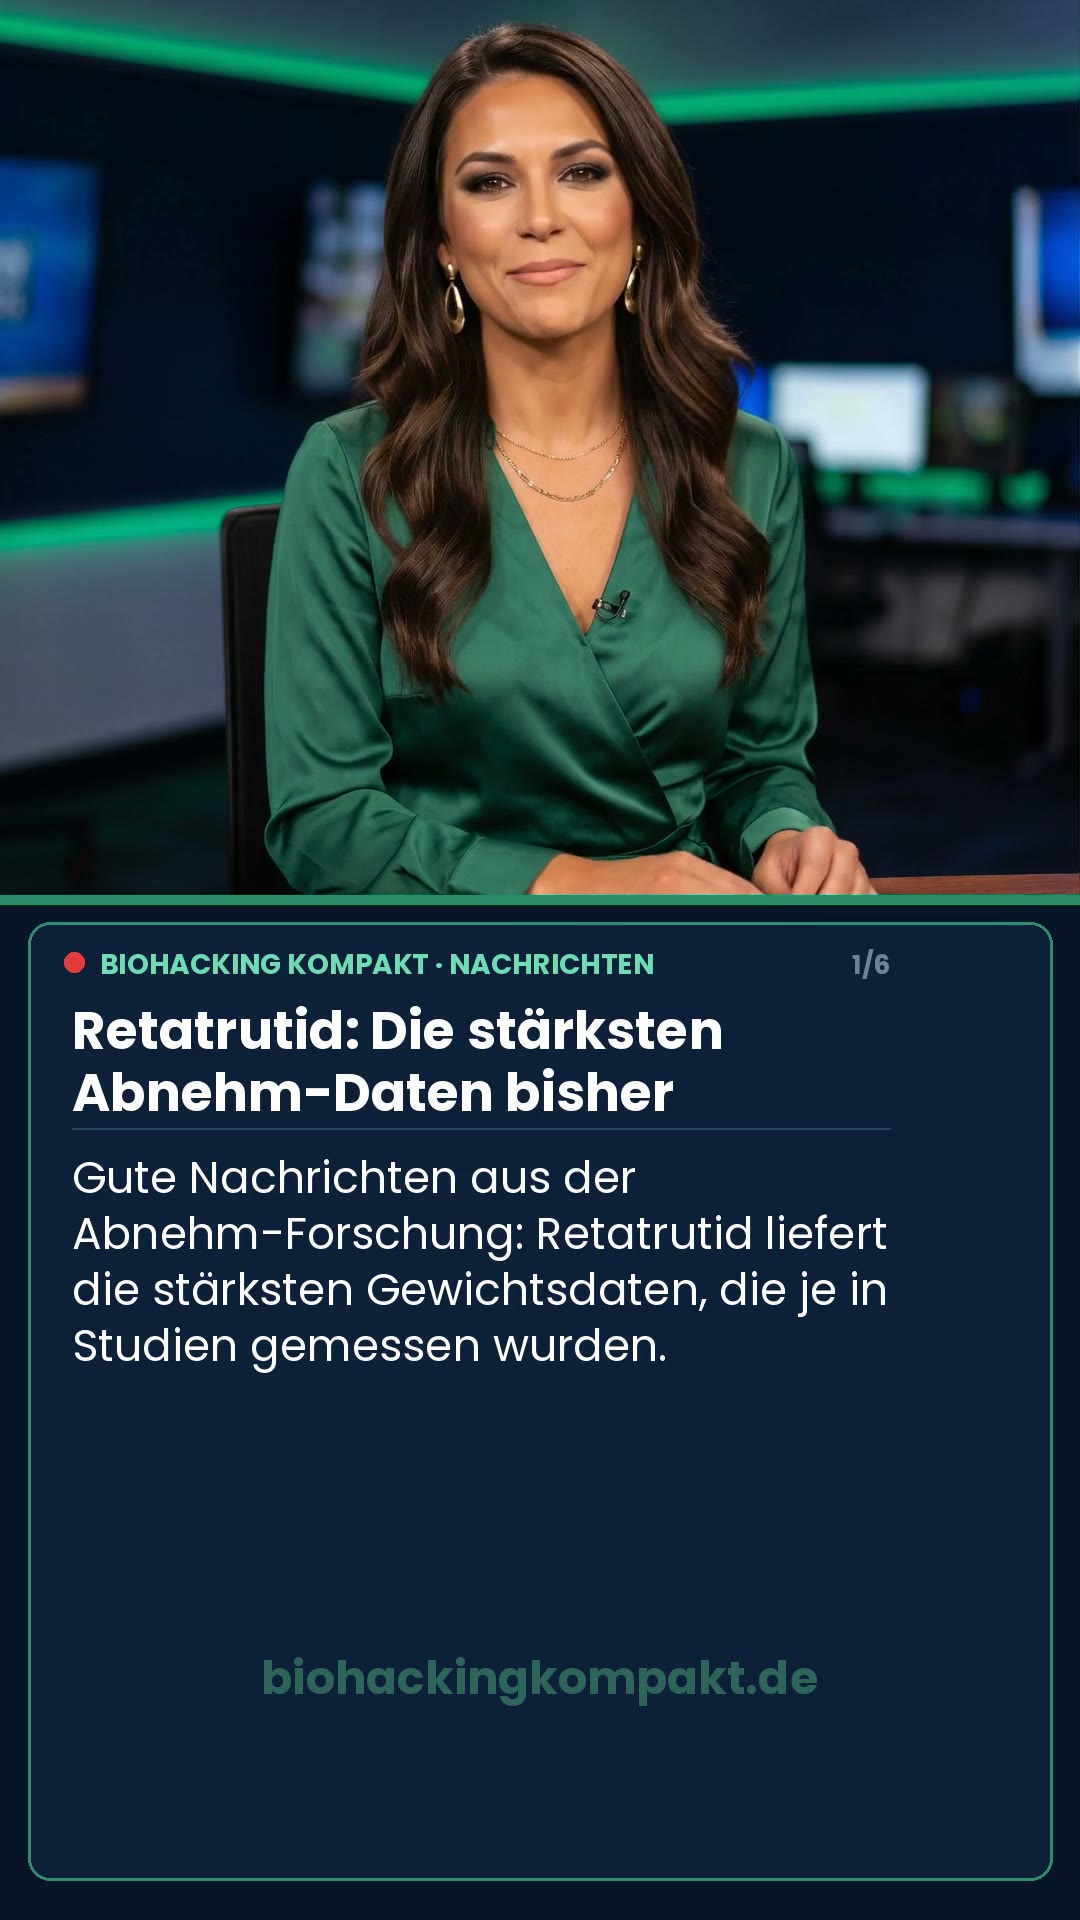 BIOHACKING KOMPAKT · NACHRICHTEN
1/6
Retatrutid: Die stärksten
Abnehm-Daten bisher
Gute Nachrichten aus der
Abnehm-Forschung: Retatrutid liefert
die stärksten Gewichtsdaten, die je in
Studien gemessen wurden.
biohackingkompakt.de